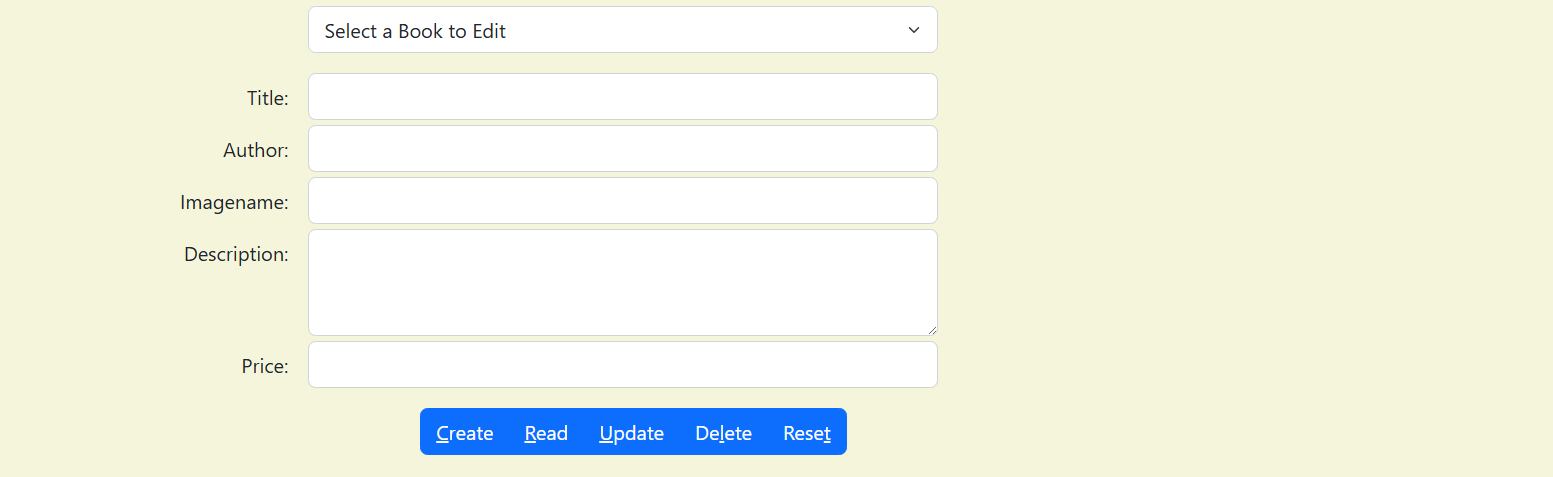 Select a Book to Edit
Title:
Author:
Imagename:
Description:
Price:
Create Read Update Delete Reset